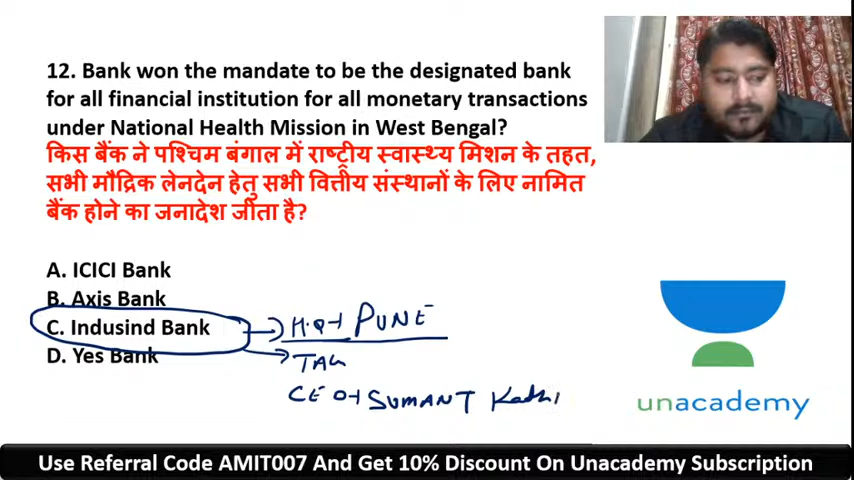 12. Bank won the mandate to be the designated bank
for all financial institution for all monetary transactions
under National Health Mission in West Bengal?
किस बैंक ने पश्चिम बंगाल में राष्ट्रीय स्वास्थ्य मिशन के तहत,
सभी मौद्रिक लेनदेन हेतु सभी वित्तीय संस्थानों के लिए नामित
बैंक होने का जनादेश जीता है?
A. ICICI Bank
B. Axis Bank
C. Indusind Bank
H.Q→ PUNE
D. Yes Bank
TAG
CEO→ SUMANT Kathi
unacademy
Use Referral Code AMIT007 And Get 10% Discount On Unacademy Subscription